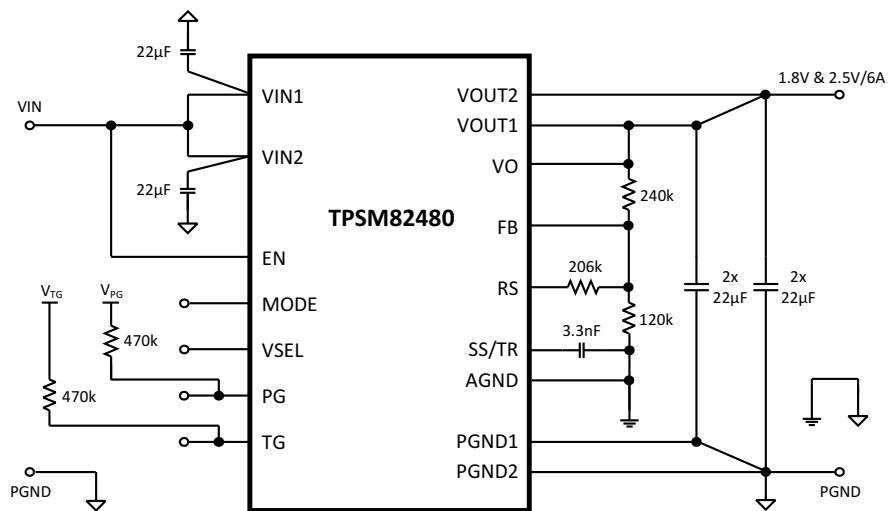 22µF
VIN
VIN1
VIN2
22µF
EN
V_TG
V_PG
MODE
470k
VSEL
470k
PG
TG
PGND
TPSM82480
VOUT2
1.8V & 2.5V/6A
VOUT1
VO
240k
FB
RS
206k
2x
22µF
2x
22µF
120k
3.3nF
SS/TR
AGND
PGND1
PGND2
PGND